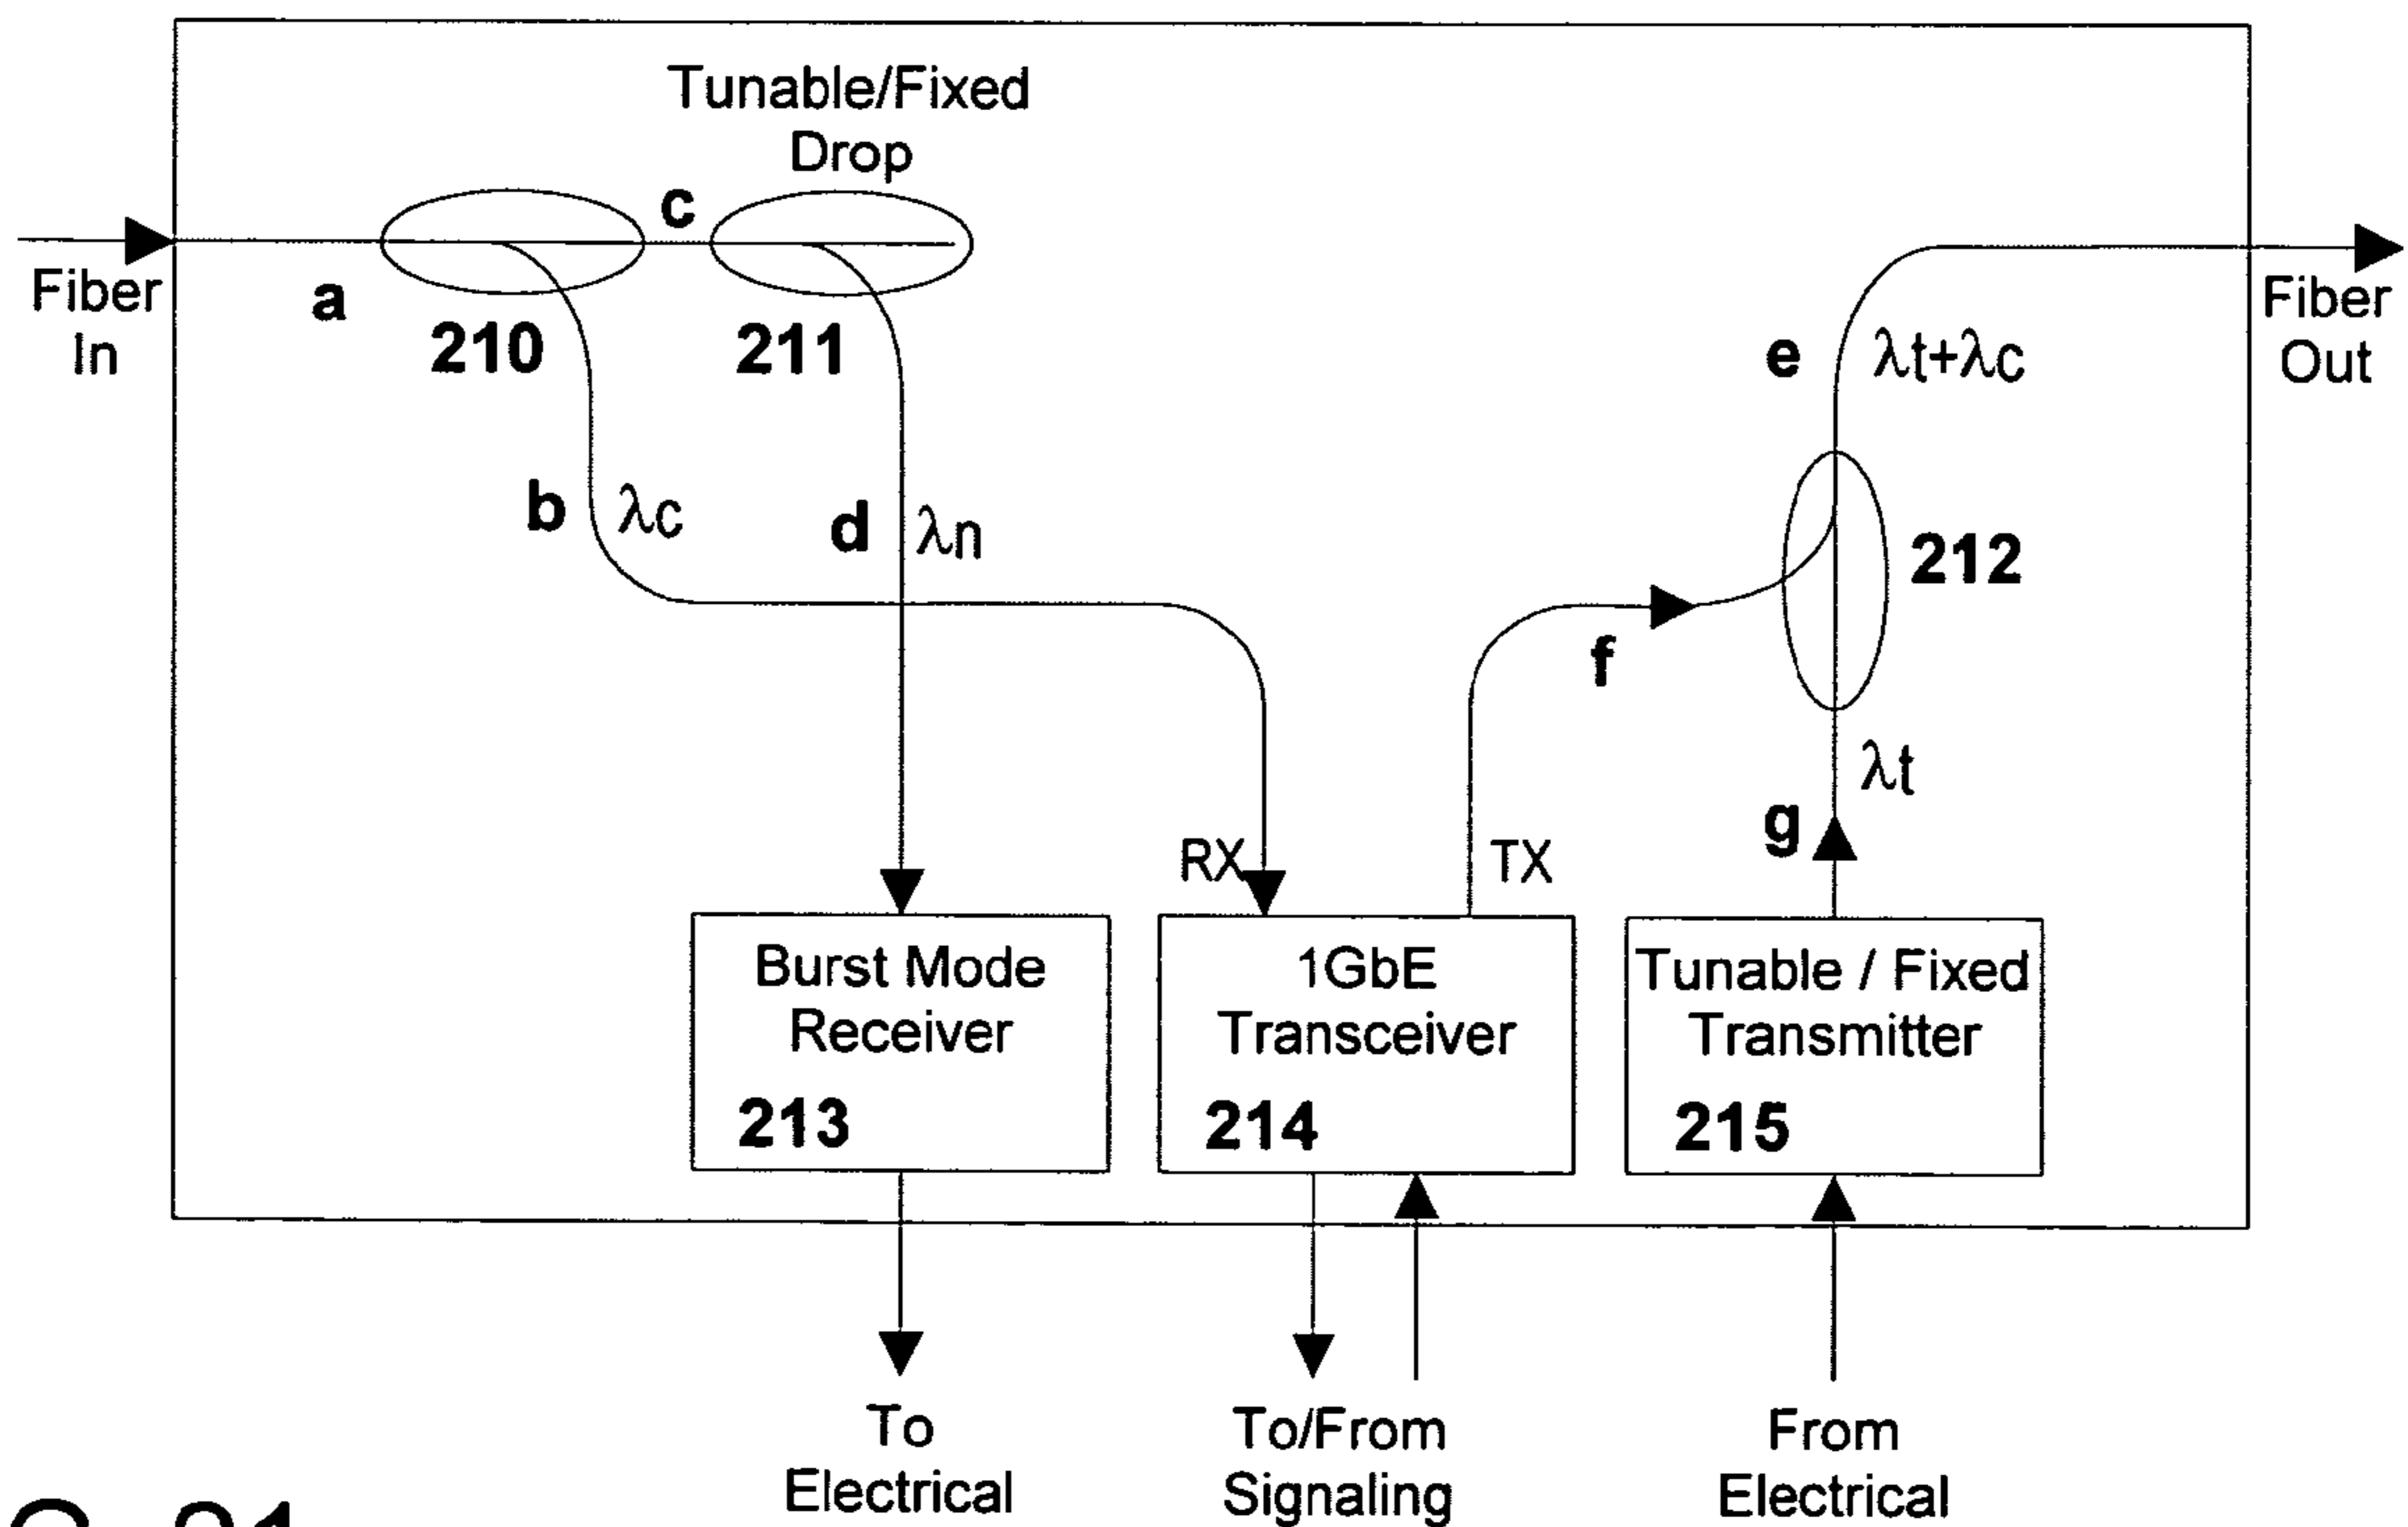 Tunable/Fixed
Drop
c
Fiber
In
a
210
211
b
λc
d
λn
e
λt+λc
Fiber
Out
212
f
λt
g
RX
TX
Burst Mode
Receiver
213
1GbE
Transceiver
214
Tunable / Fixed
Transmitter
215
To
Electrical
To/From
Signaling
From
Electrical